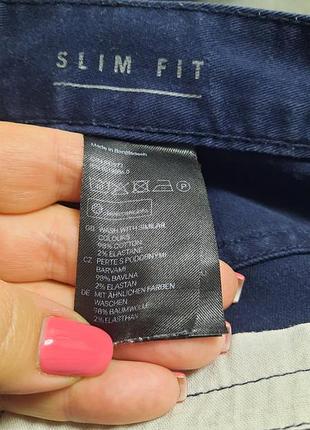 SLIM FIT
Made in Bangladesh
GB WASH WITH SIMILAR
COLOURS
98% COTTON
2% ELASTANE
CZ PERTE S PODOBNÝMI
BARVAMI
98% BAVLNA
2% ELASTAN
DE MIT ÄHNLICHEN FARBEN
WASCHEN
98% BAUMWOLLE
2% ELASTHAN